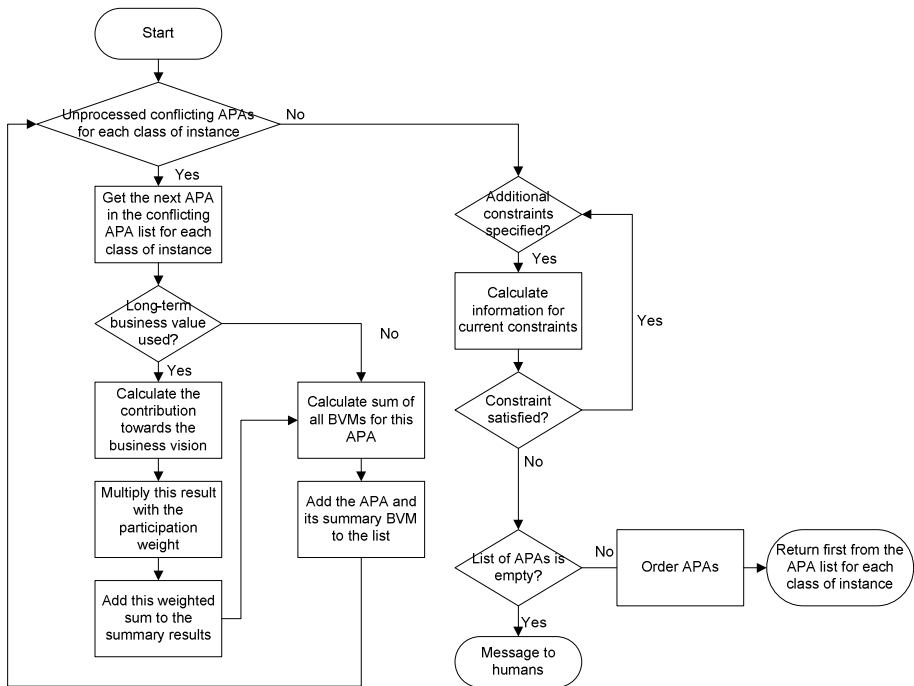 Start
Unprocessed conflicting APAs
for each class of instance
No
Yes
Get the next APA
in the conflicting
APA list for each
class of instance
Long-term
business value
used?
No
Yes
Calculate the
contribution
towards the
business vision
Multiply this result
with the
participation
weight
Add this weighted
sum to the
summary results
Calculate sum of
all BVMs for this
APA
Add the APA and
its summary BVM
to the list
Additional
constraints
specified?
Yes
Calculate
information for
current constraints
Yes
Constraint
satisfied?
No
List of APAs is
empty?
No
Order APAs
Return first from the
APA list for each
class of instance
Yes
Message to
humans